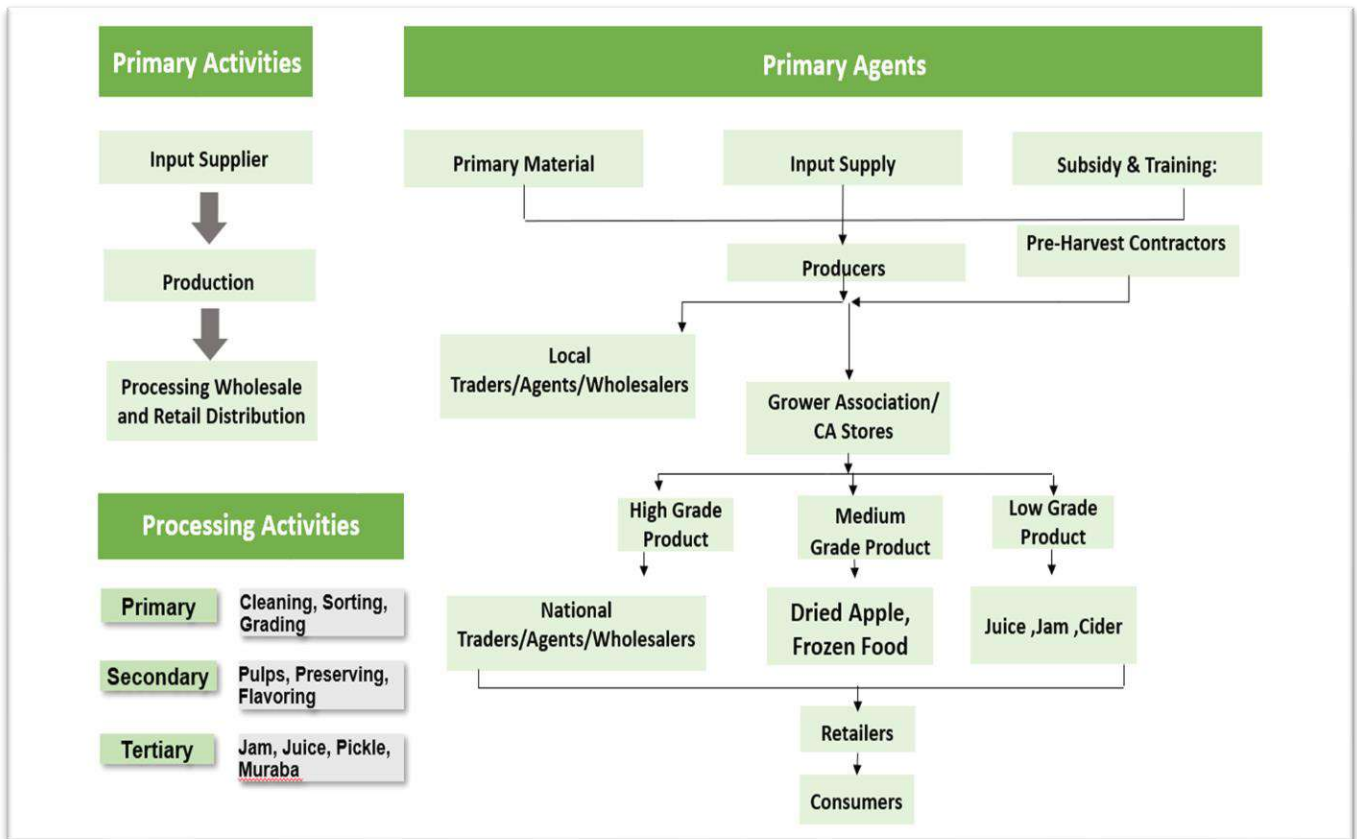 Primary Activities
Input Supplier
Production
Processing Wholesale
and Retail Distribution
Processing Activities
Primary
Cleaning, Sorting,
Grading
Secondary
Pulps, Preserving,
Flavoring
Tertiary
Jam, Juice, Pickle,
Muraba
Primary Agents
Primary Material
Input Supply
Subsidy & Training:
Producers
Pre-Harvest Contractors
Local
Traders/Agents/Wholesalers
Grower Association/
CA Stores
High Grade
Product
Medium
Grade Product
Low Grade
Product
National
Traders/Agents/Wholesalers
Dried Apple,
Frozen Food
Juice ,Jam ,Cider
Retailers
Consumers